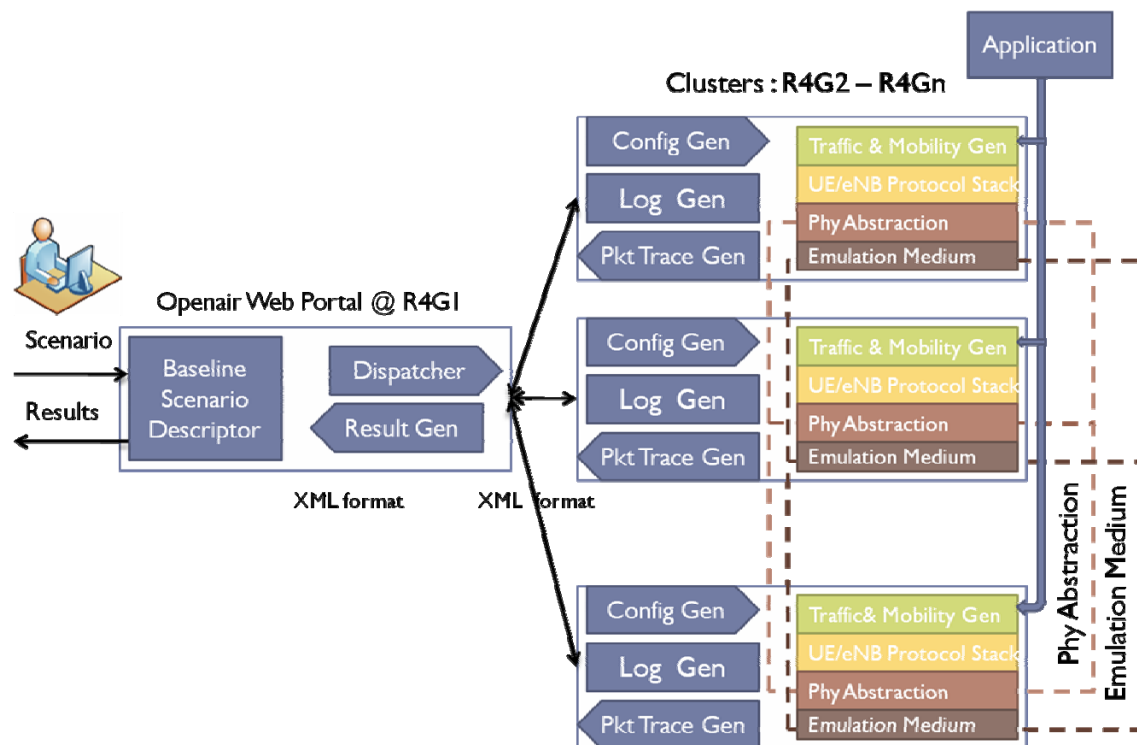 Application
Clusters : R4G2 – R4Gn
Config Gen
Log Gen
Pkt Trace Gen
Traffic & Mobility Gen
UE/eNB Protocol Stack
Phy Abstraction
Emulation Medium
Openair Web Portal @ R4G1
Scenario
Results
Baseline
Scenario
Descriptor
Dispatcher
Result Gen
XML format
XML format
Config Gen
Log Gen
Pkt Trace Gen
Traffic & Mobility Gen
UE/eNB Protocol Stack
Phy Abstraction
Emulation Medium
Config Gen
Log Gen
Pkt Trace Gen
Traffic& Mobility Gen
UE/eNB Protocol Stack
Phy Abstraction
Emulation Medium
Phy Abstraction
Emulation Medium